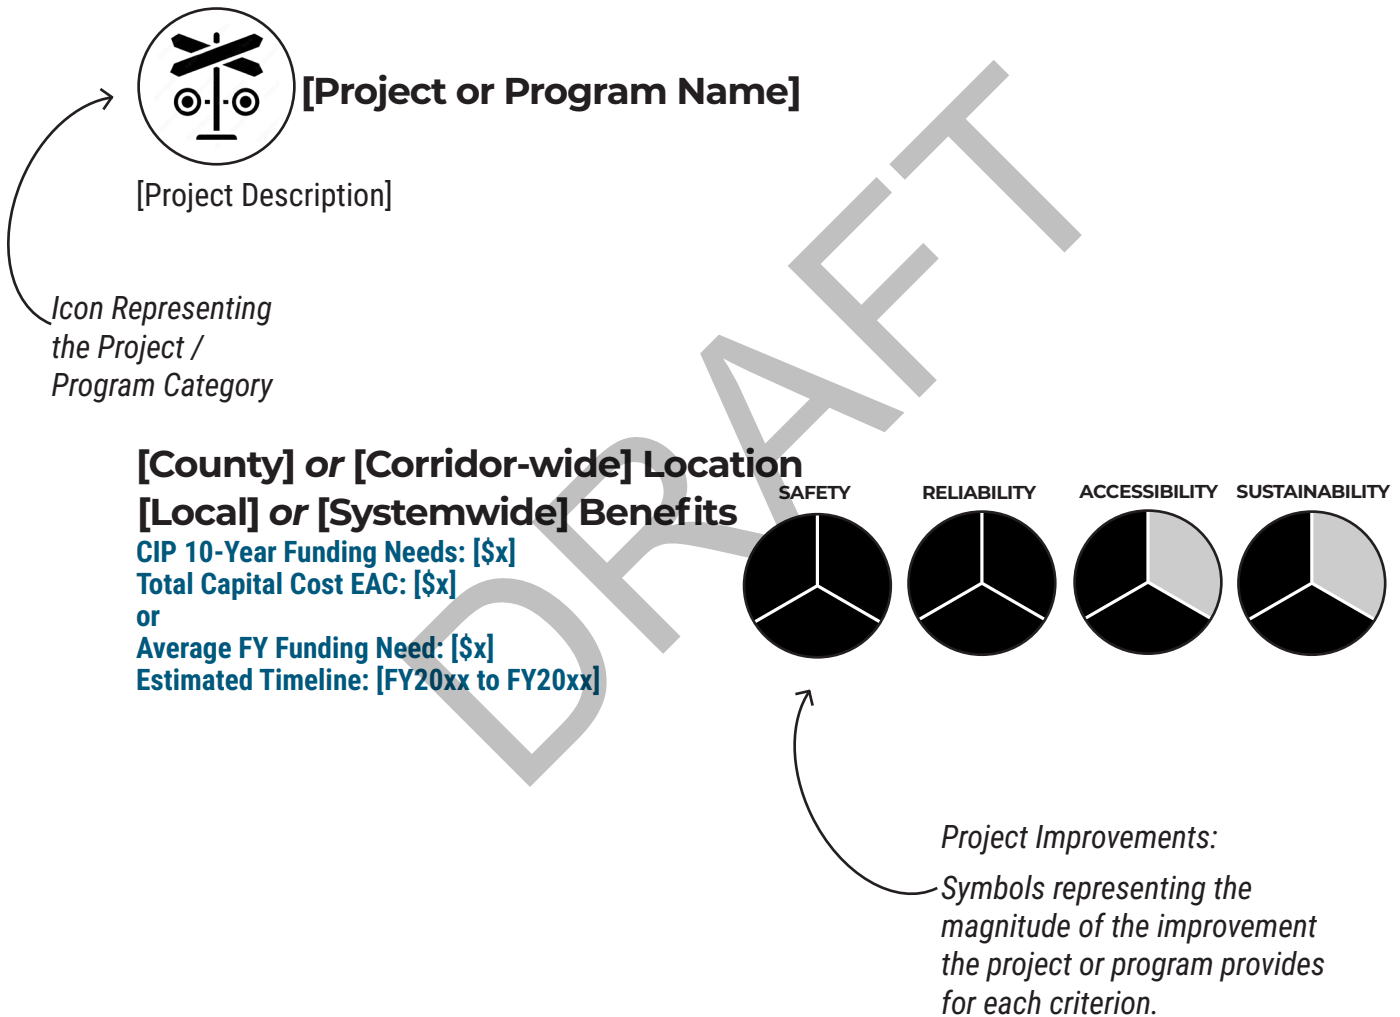 [Project or Program Name]
[Project Description]
Icon Representing
the Project /
Program Category
[County] or [Corridor-wide] Location
[Local] or [Systemwide] Benefits
CIP 10-Year Funding Needs: [$x]
Total Capital Cost EAC: [$x]
or
Average FY Funding Need: [$x]
Estimated Timeline: [FY20xx to FY20xx]
SAFETY
RELIABILITY
ACCESSIBILITY
SUSTAINABILITY
Project Improvements:
Symbols representing the
magnitude of the improvement
the project or program provides
for each criterion.
DRAFT